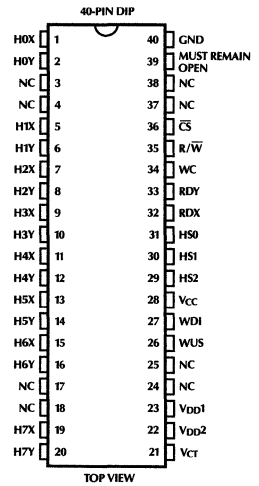 40-PIN DIP
H0X 1 40 GND
H0Y 2 39 MUST REMAIN OPEN
NC 3 38 NC
NC 4 37 NC
H1X 5 36 C̅S̅
H1Y 6 35 R/W̅
H2X 7 34 WC
H2Y 8 33 RDY
H3X 9 32 RDX
H3Y 10 31 HS0
H4X 11 30 HS1
H4Y 12 29 HS2
H5X 13 28 VCC
H5Y 14 27 WDI
H6X 15 26 WUS
H6Y 16 25 NC
NC 17 24 NC
NC 18 23 VDD1
H7X 19 22 VDD2
H7Y 20 21 VCT
TOP VIEW